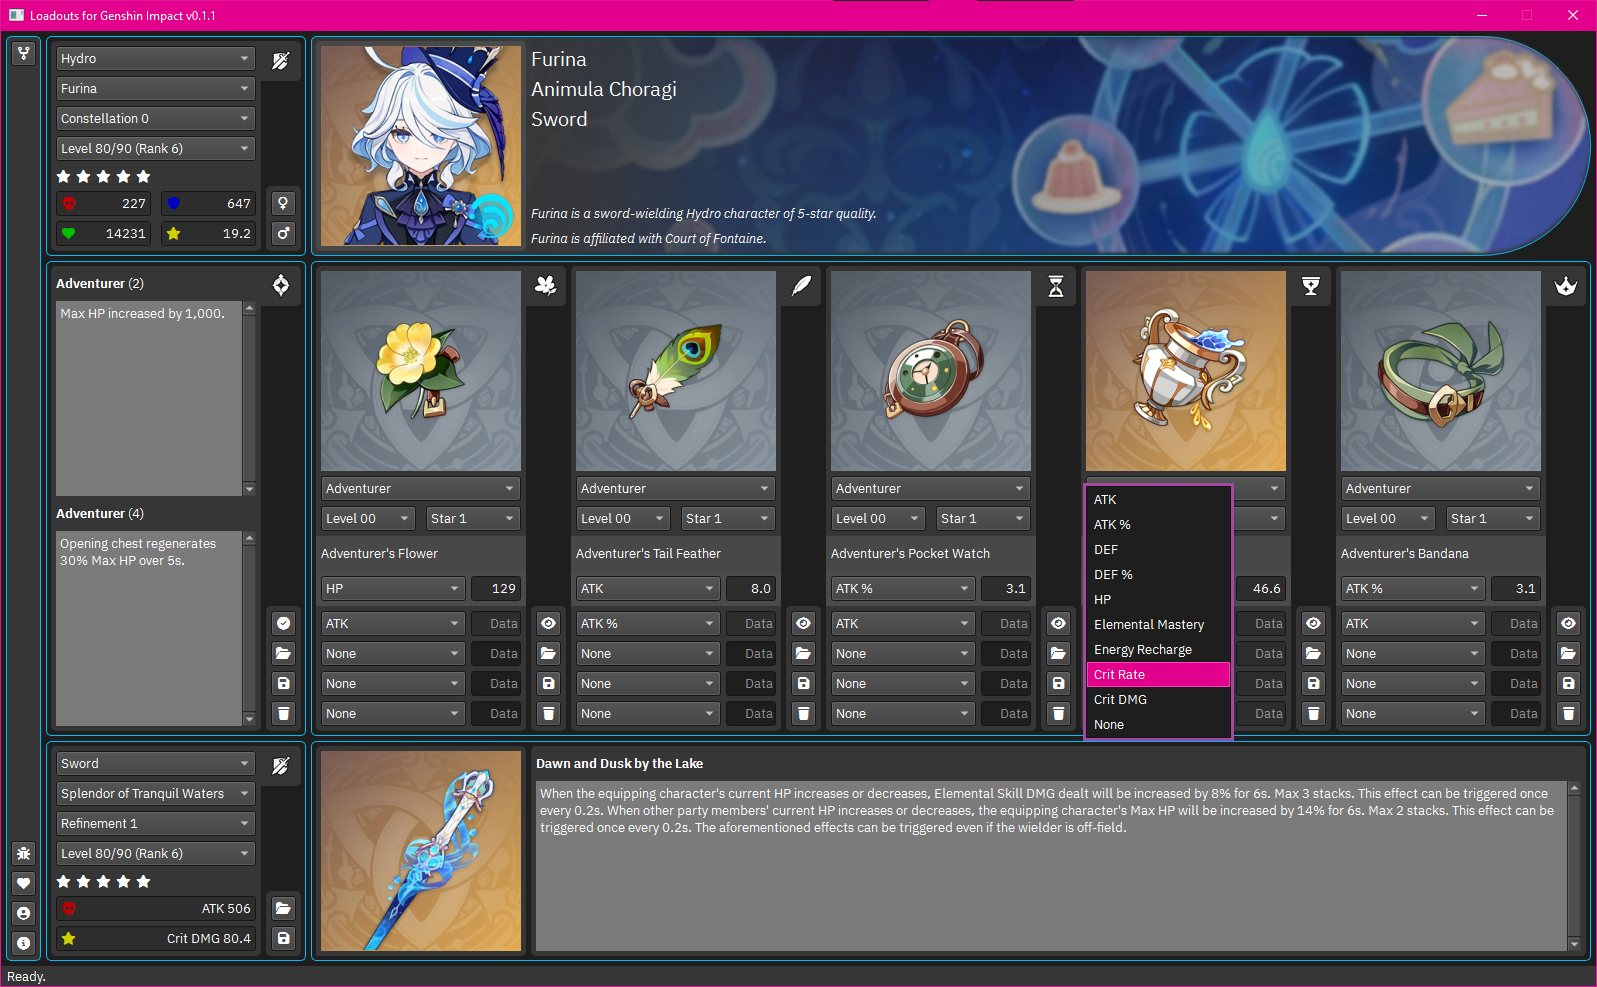 Loadouts for Genshin Impact v0.1.1
Hydro
Furina
Constellation 0
Level 80/90 (Rank 6)
227
647
14231
19.2
Furina
Animula Choragi
Sword
Furina is a sword-wielding Hydro character of 5-star quality.
Furina is affiliated with Court of Fontaine.
Adventurer (2)
Max HP increased by 1,000.
Adventurer (4)
Opening chest regenerates
30% Max HP over 5s.
Adventurer
Level 00
Star 1
Adventurer's Flower
HP
129
ATK
Data
None
Data
None
Data
None
Data
Adventurer
Level 00
Star 1
Adventurer's Tail Feather
ATK
8.0
ATK %
Data
None
Data
None
Data
None
Data
Adventurer
Level 00
Star 1
Adventurer's Pocket Watch
ATK %
3.1
ATK
Data
None
Data
None
Data
None
Data
ATK
ATK %
DEF
DEF %
HP
Elemental Mastery
Energy Recharge
Crit Rate
Crit DMG
None
46.6
Data
Data
Data
Data
Adventurer
Level 00
Star 1
Adventurer's Bandana
ATK %
3.1
ATK
Data
None
Data
None
Data
None
Data
Sword
Splendor of Tranquil Waters
Refinement 1
Level 80/90 (Rank 6)
ATK 506
Crit DMG 80.4
Dawn and Dusk by the Lake
When the equipping character's current HP increases or decreases, Elemental Skill DMG dealt will be increased by 8% for 6s. Max 3 stacks. This effect can be triggered once
every 0.2s. When other party members' current HP increases or decreases, the equipping character's Max HP will be increased by 14% for 6s. Max 2 stacks. This effect can be
triggered once every 0.2s. The aforementioned effects can be triggered even if the wielder is off-field.
Ready.